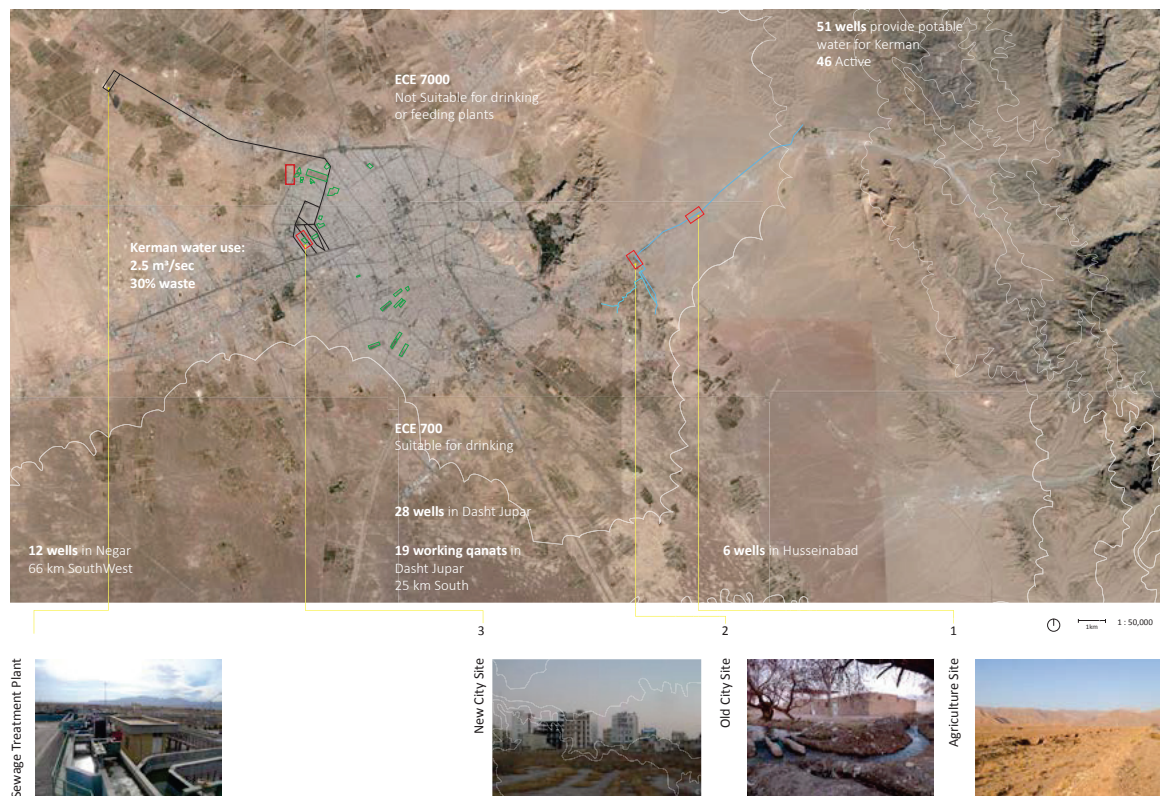 51 wells provide potable
water for Kerman
46 Active
ECE 7000
Not Suitable for drinking
or feeding plants
Kerman water use:
2.5 m³/sec
30% waste
ECE 700
Suitable for drinking
28 wells in Dasht Jupar
19 working qanats in
Dasht Jupar
25 km South
12 wells in Negar
66 km SouthWest
6 wells in Husseinabad
3
2
1
1km
1 : 50,000
Sewage Treatment Plant
New City Site
Old City Site
Agriculture Site